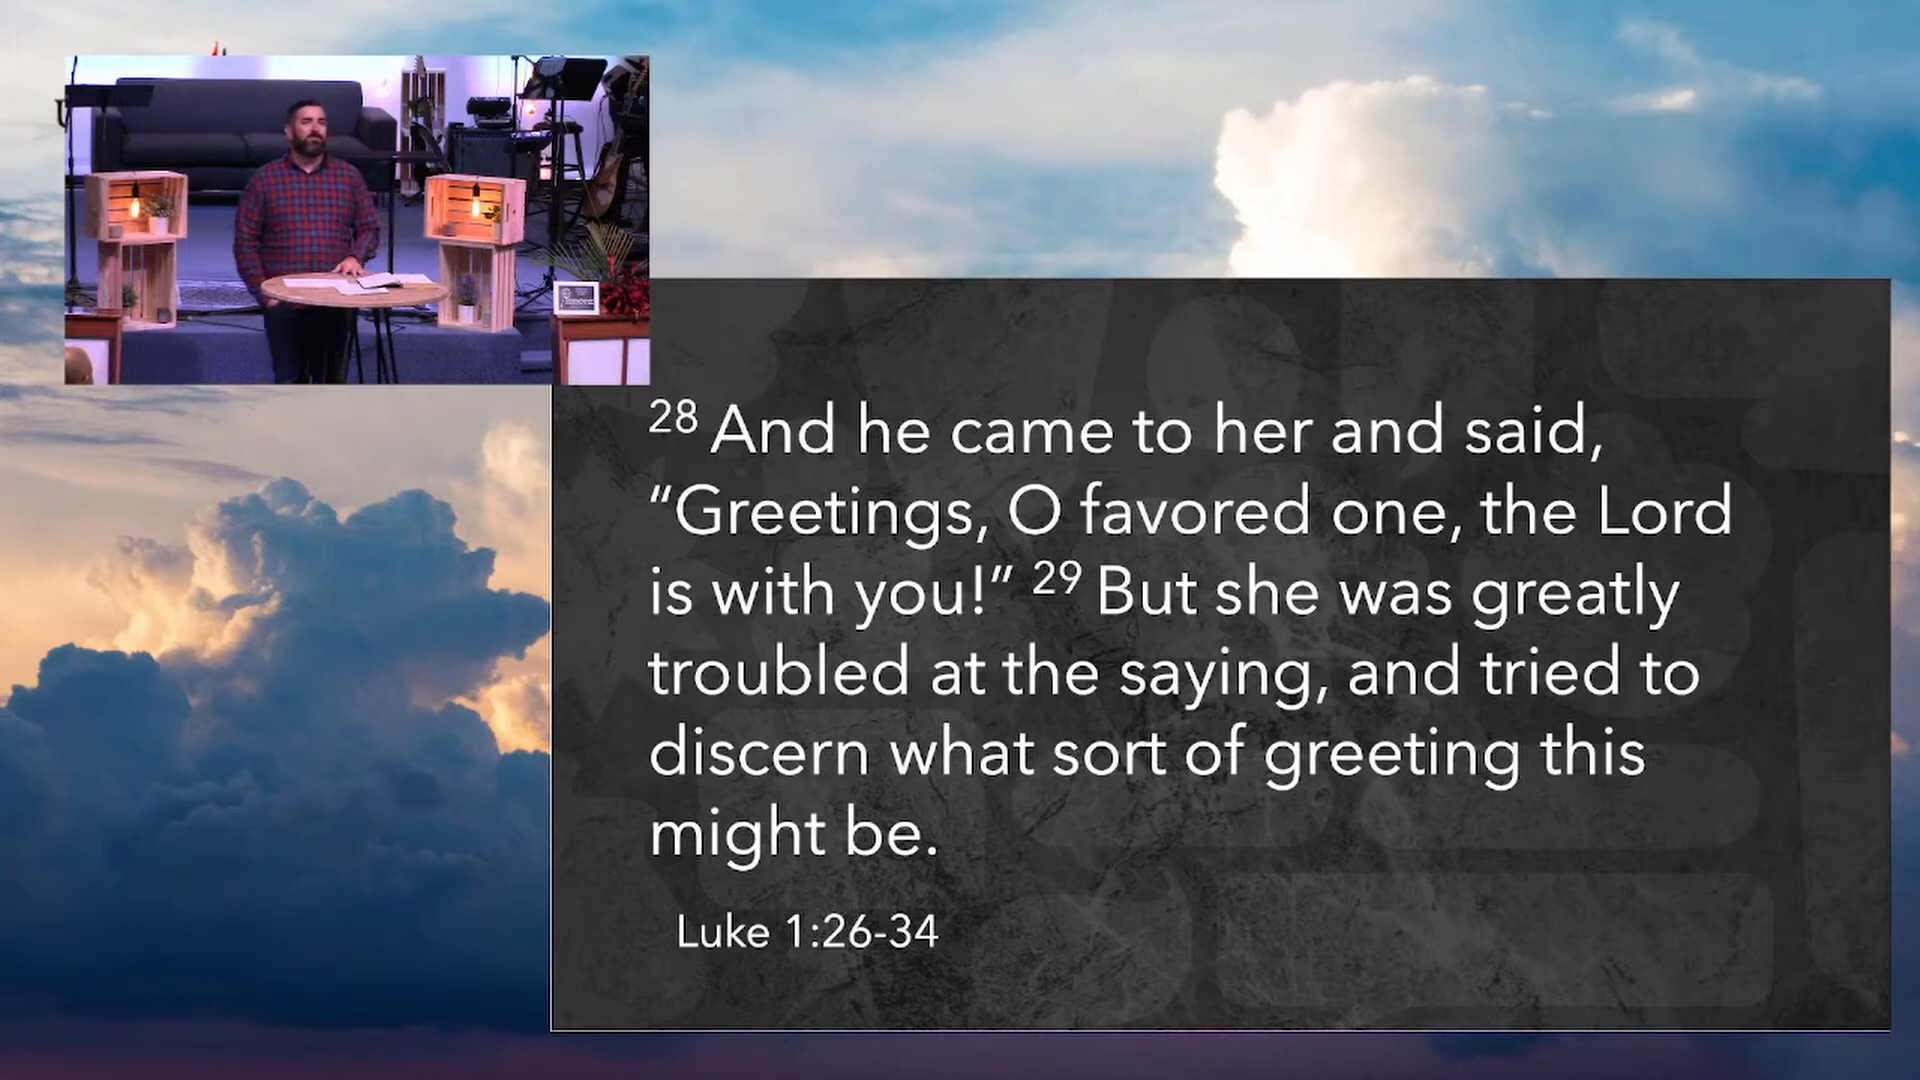 28 And he came to her and said,
“Greetings, O favored one, the Lord
is with you!” 29 But she was greatly
troubled at the saying, and tried to
discern what sort of greeting this
might be.
Luke 1:26-34